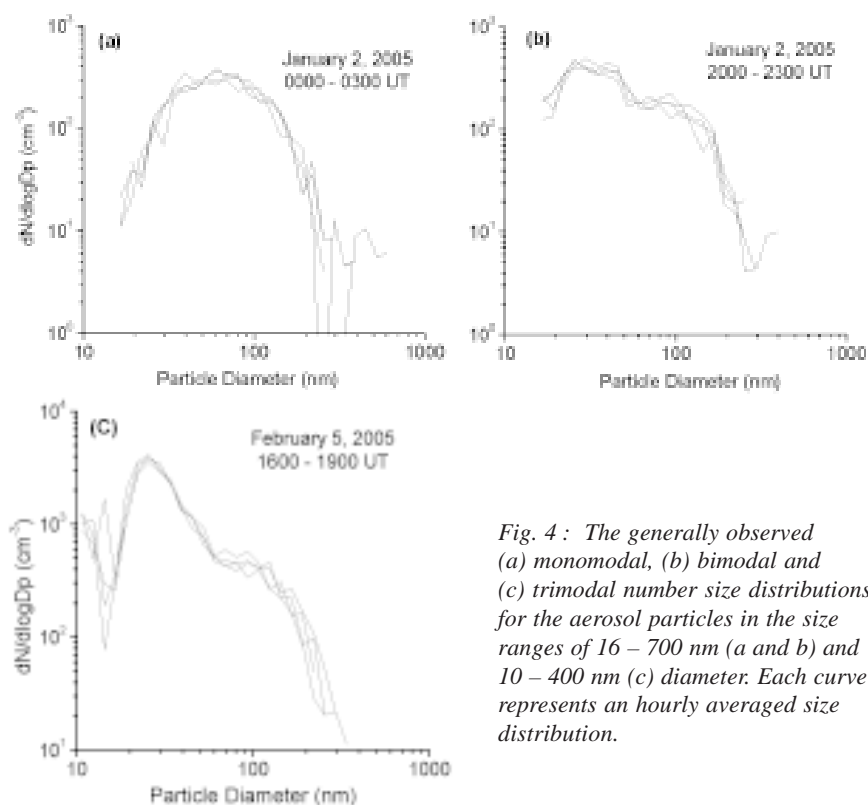 10³
(a)
January 2, 2005
0000 - 0300 UT
10²
10¹
10⁰
dN/dlogDp (cm⁻³)
10
100
1000
Particle Diameter (nm)
10³
(b)
January 2, 2005
2000 - 2300 UT
10²
10¹
10⁰
dN/dlogDp (cm⁻³)
10
100
1000
Particle Diameter (nm)
10⁴
(C)
February 5, 2005
1600 - 1900 UT
10³
10²
10¹
dN/dlogDp (cm⁻³)
10
100
1000
Particle Diameter (nm)
Fig. 4 : The generally observed
(a) monomodal, (b) bimodal and
(c) trimodal number size distributions
for the aerosol particles in the size
ranges of 16 – 700 nm (a and b) and
10 – 400 nm (c) diameter. Each curve
represents an hourly averaged size
distribution.